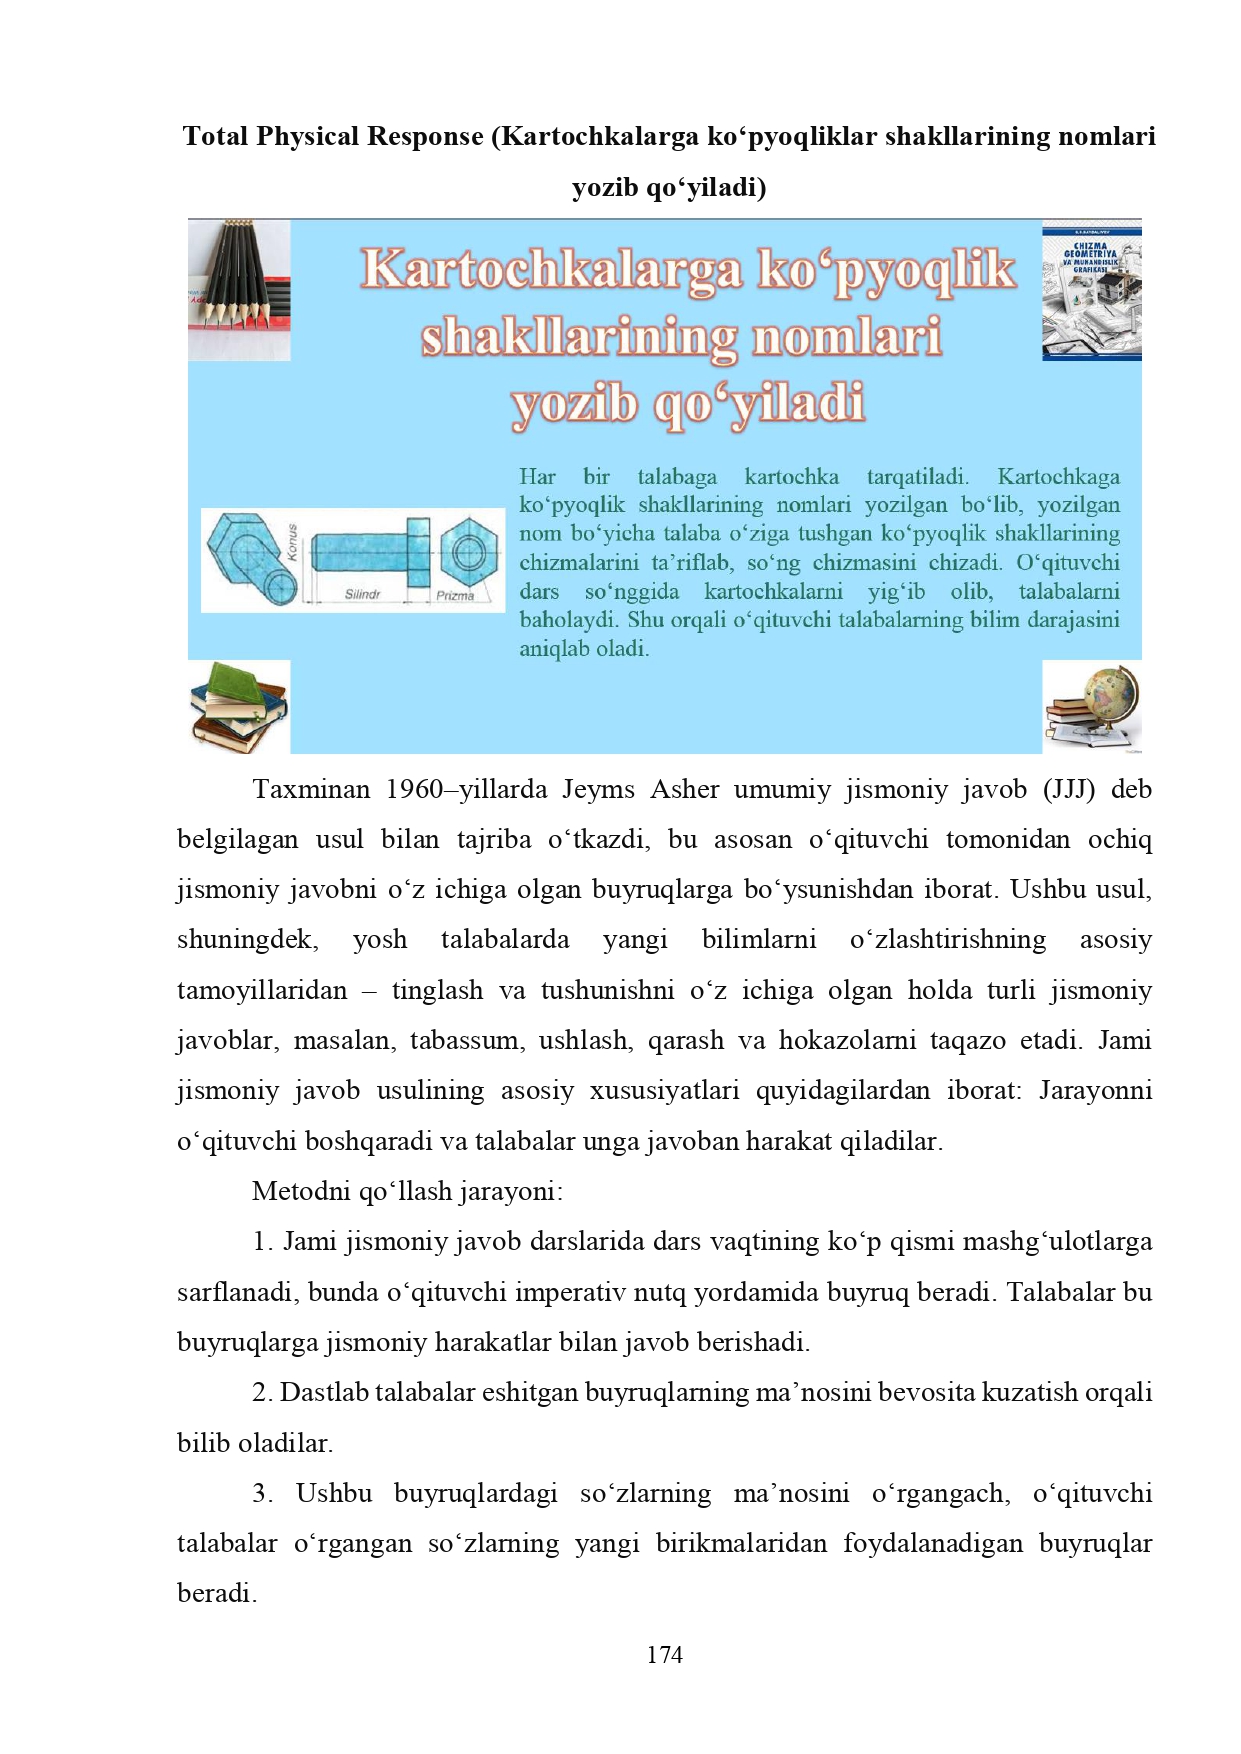 Total Physical Response (Kartochkalarga ko‘pyoqliklar shakllarining nomlari
yozib qo‘yiladi)
Kartochkalarga ko‘pyoqlik
shakllarining nomlari
yozib qo‘yiladi
CHIZMA
GEOMETRIYA
VA MUHANDISLIK
GRAFIKASI
Har bir talabaga kartochka tarqatiladi. Kartochkaga
ko‘pyoqlik shakllarining nomlari yozilgan bo‘lib, yozilgan
nom bo‘yicha talaba o‘ziga tushgan ko‘pyoqlik shakllarining
chizmalarini ta’riflab, so‘ng chizmasini chizadi. O‘qituvchi
dars so‘nggida kartochkalarni yig‘ib olib, talabalarni
baholaydi. Shu orqali o‘qituvchi talabalarning bilim darajasini
aniqlab oladi.
Konus
Silindr
Prizma
Taxminan 1960–yillarda Jeyms Asher umumiy jismoniy javob (JJJ) deb
belgilagan usul bilan tajriba o‘tkazdi, bu asosan o‘qituvchi tomonidan ochiq
jismoniy javobni o‘z ichiga olgan buyruqlarga bo‘ysunishdan iborat. Ushbu usul,
shuningdek, yosh talabalarda yangi bilimlarni o‘zlashtirishning asosiy
tamoyillaridan – tinglash va tushunishni o‘z ichiga olgan holda turli jismoniy
javoblar, masalan, tabassum, ushlash, qarash va hokazolarni taqazo etadi. Jami
jismoniy javob usulining asosiy xususiyatlari quyidagilardan iborat: Jarayonni
o‘qituvchi boshqaradi va talabalar unga javoban harakat qiladilar.
Metodni qo‘llash jarayoni:
1. Jami jismoniy javob darslarida dars vaqtining ko‘p qismi mashg‘ulotlarga
sarflanadi, bunda o‘qituvchi imperativ nutq yordamida buyruq beradi. Talabalar bu
buyruqlarga jismoniy harakatlar bilan javob berishadi.
2. Dastlab talabalar eshitgan buyruqlarning ma’nosini bevosita kuzatish orqali
bilib oladilar.
3. Ushbu buyruqlardagi so‘zlarning ma’nosini o‘rgangach, o‘qituvchi
talabalar o‘rgangan so‘zlarning yangi birikmalaridan foydalanadigan buyruqlar
beradi.
174